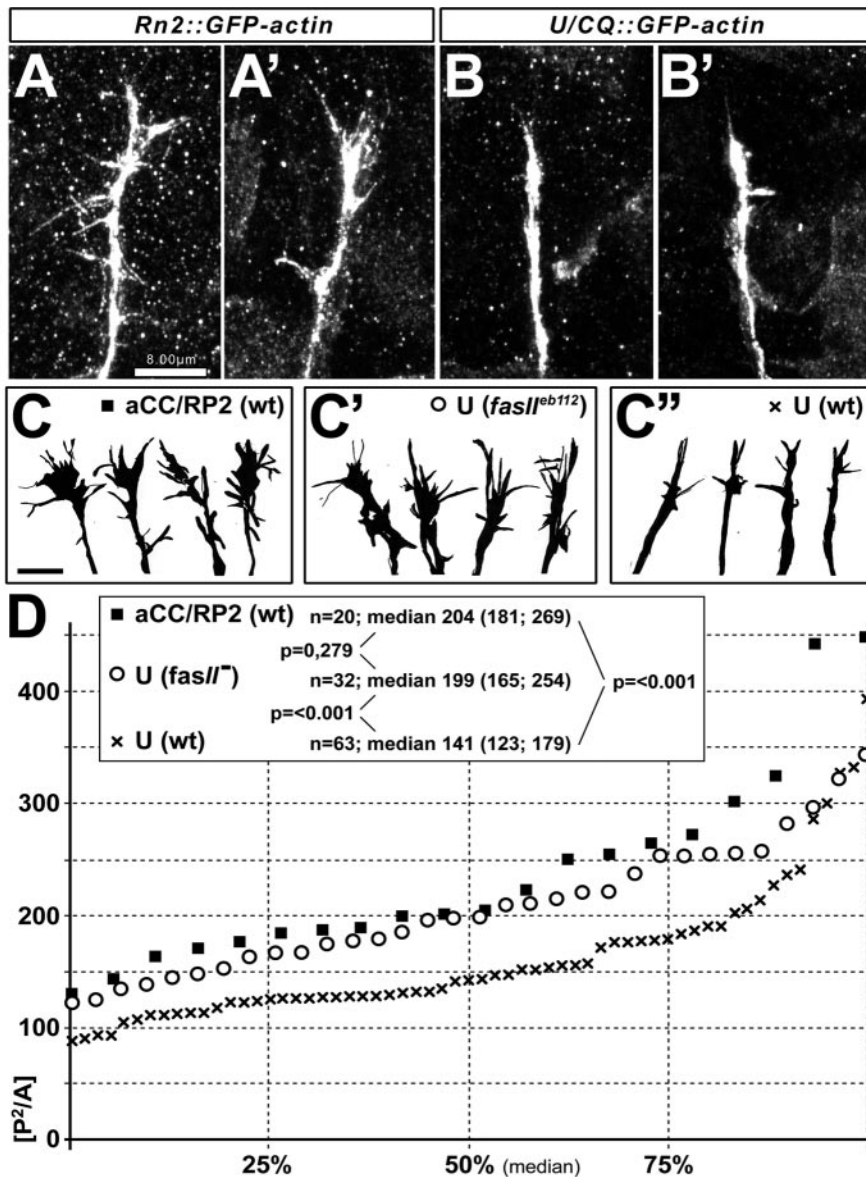 Rn2::GFP-actin U/CQ::GFP-actin
A A' B B'
8.00µm
C ■ aCC/RP2 (wt) C' ○ U (fasII^eb112) C" × U (wt)
D
■ aCC/RP2 (wt) n=20; median 204 (181; 269)
p=0,279
○ U (fasII⁻) n=32; median 199 (165; 254) p=<0.001
p=<0.001
× U (wt) n=63; median 141 (123; 179)
400
300
200
100
[P²/A]
0
25% 50% (median) 75%